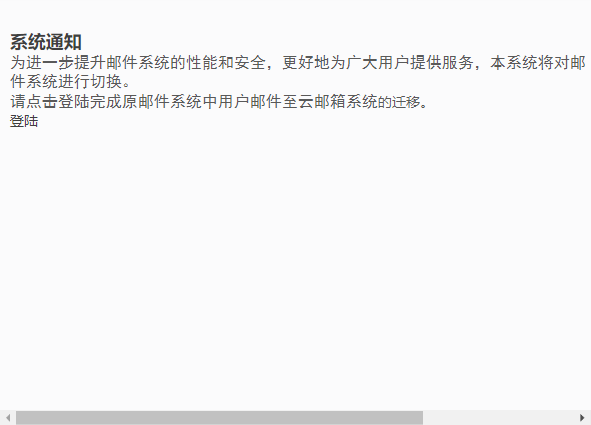 系统通知
为进一步提升邮件系统的性能和安全，更好地为广大用户提供服务，本系统将对邮
件系统进行切换。
请点击登陆完成原邮件系统中用户邮件至云邮箱系统的迁移。
登陆